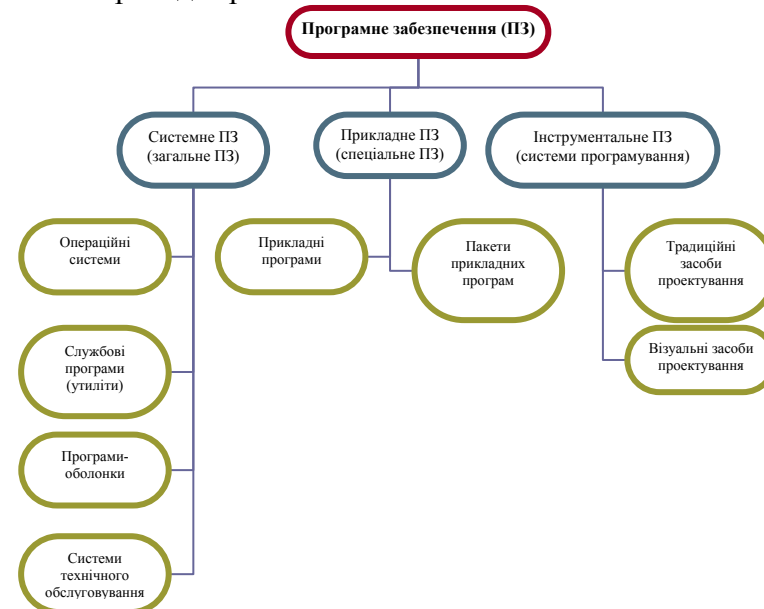 Програмне забезпечення (ПЗ)
Системне ПЗ
(загальне ПЗ)
Прикладне ПЗ
(спеціальне ПЗ)
Інструментальне ПЗ
(системи програмування)
Операційні
системи
Прикладні
програми
Пакети
прикладних
програм
Традиційні
засоби
проектування
Службові
програми
(утиліти)
Візуальні засоби
проектування
Програми-
оболонки
Системи
технічного
обслуговування